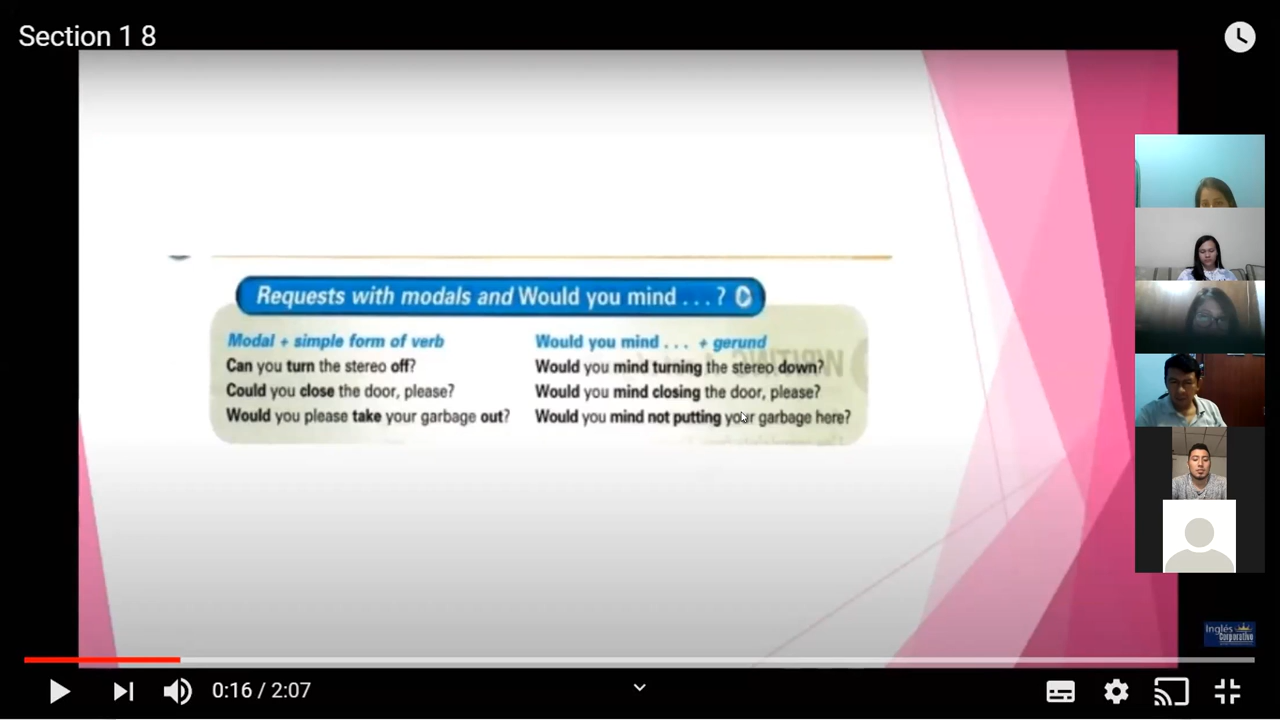 Section 1 8
Requests with modals and Would you mind . . . ?
Modal + simple form of verb
Can you turn the stereo off?
Could you close the door, please?
Would you please take your garbage out?
Would you mind . . . + gerund
Would you mind turning the stereo down?
Would you mind closing the door, please?
Would you mind not putting your garbage here?
Inglés
Corporativo
0:16 / 2:07